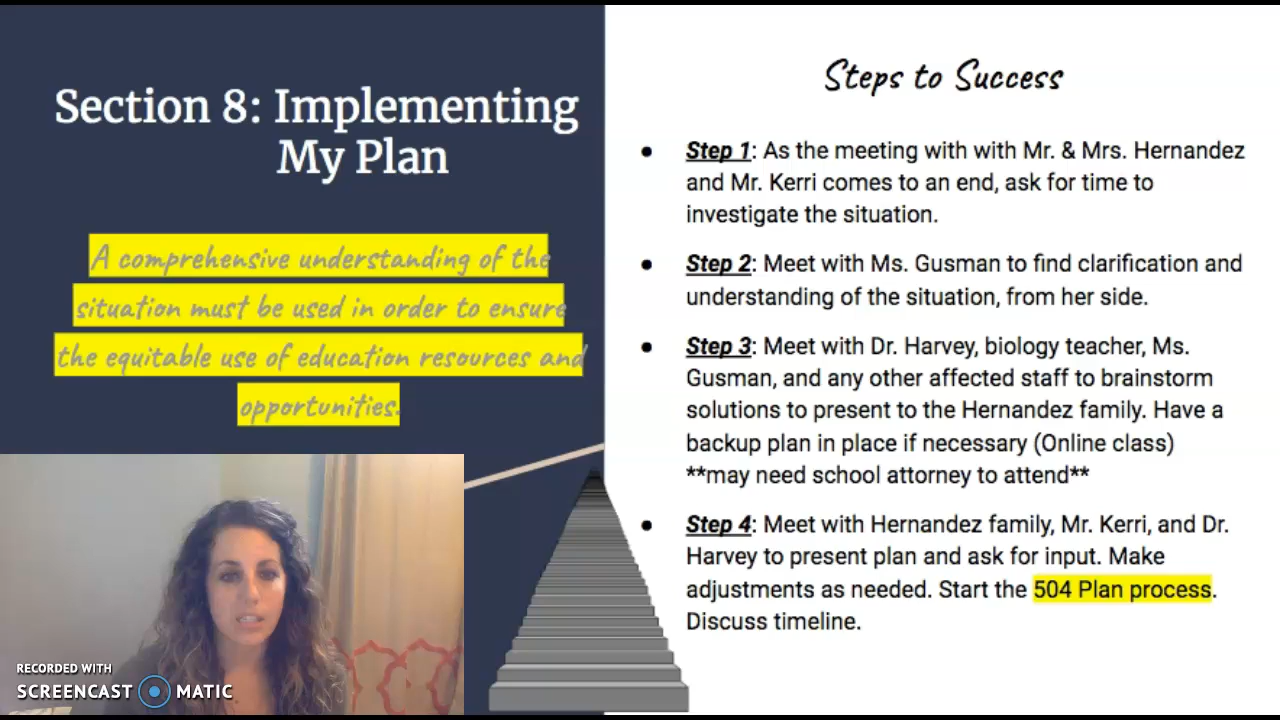 Section 8: Implementing
My Plan
A comprehensive understanding of the
situation must be used in order to ensure
the equitable use of education resources and
opportunities.
Steps to Success
● Step 1: As the meeting with with Mr. & Mrs. Hernandez
and Mr. Kerri comes to an end, ask for time to
investigate the situation.
● Step 2: Meet with Ms. Gusman to find clarification and
understanding of the situation, from her side.
● Step 3: Meet with Dr. Harvey, biology teacher, Ms.
Gusman, and any other affected staff to brainstorm
solutions to present to the Hernandez family. Have a
backup plan in place if necessary (Online class)
**may need school attorney to attend**
● Step 4: Meet with Hernandez family, Mr. Kerri, and Dr.
Harvey to present plan and ask for input. Make
adjustments as needed. Start the 504 Plan process.
Discuss timeline.
RECORDED WITH
SCREENCAST MATIC